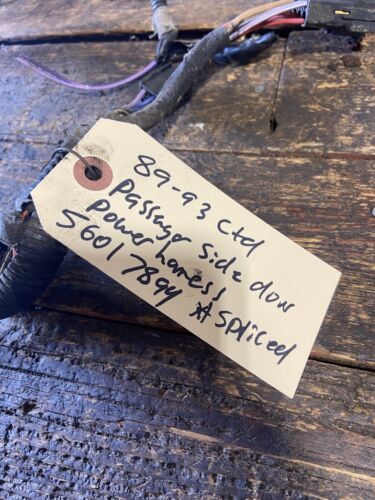 89-93 Ctd
Passenger Side door
Power harness
56017894 ☆ Spliced